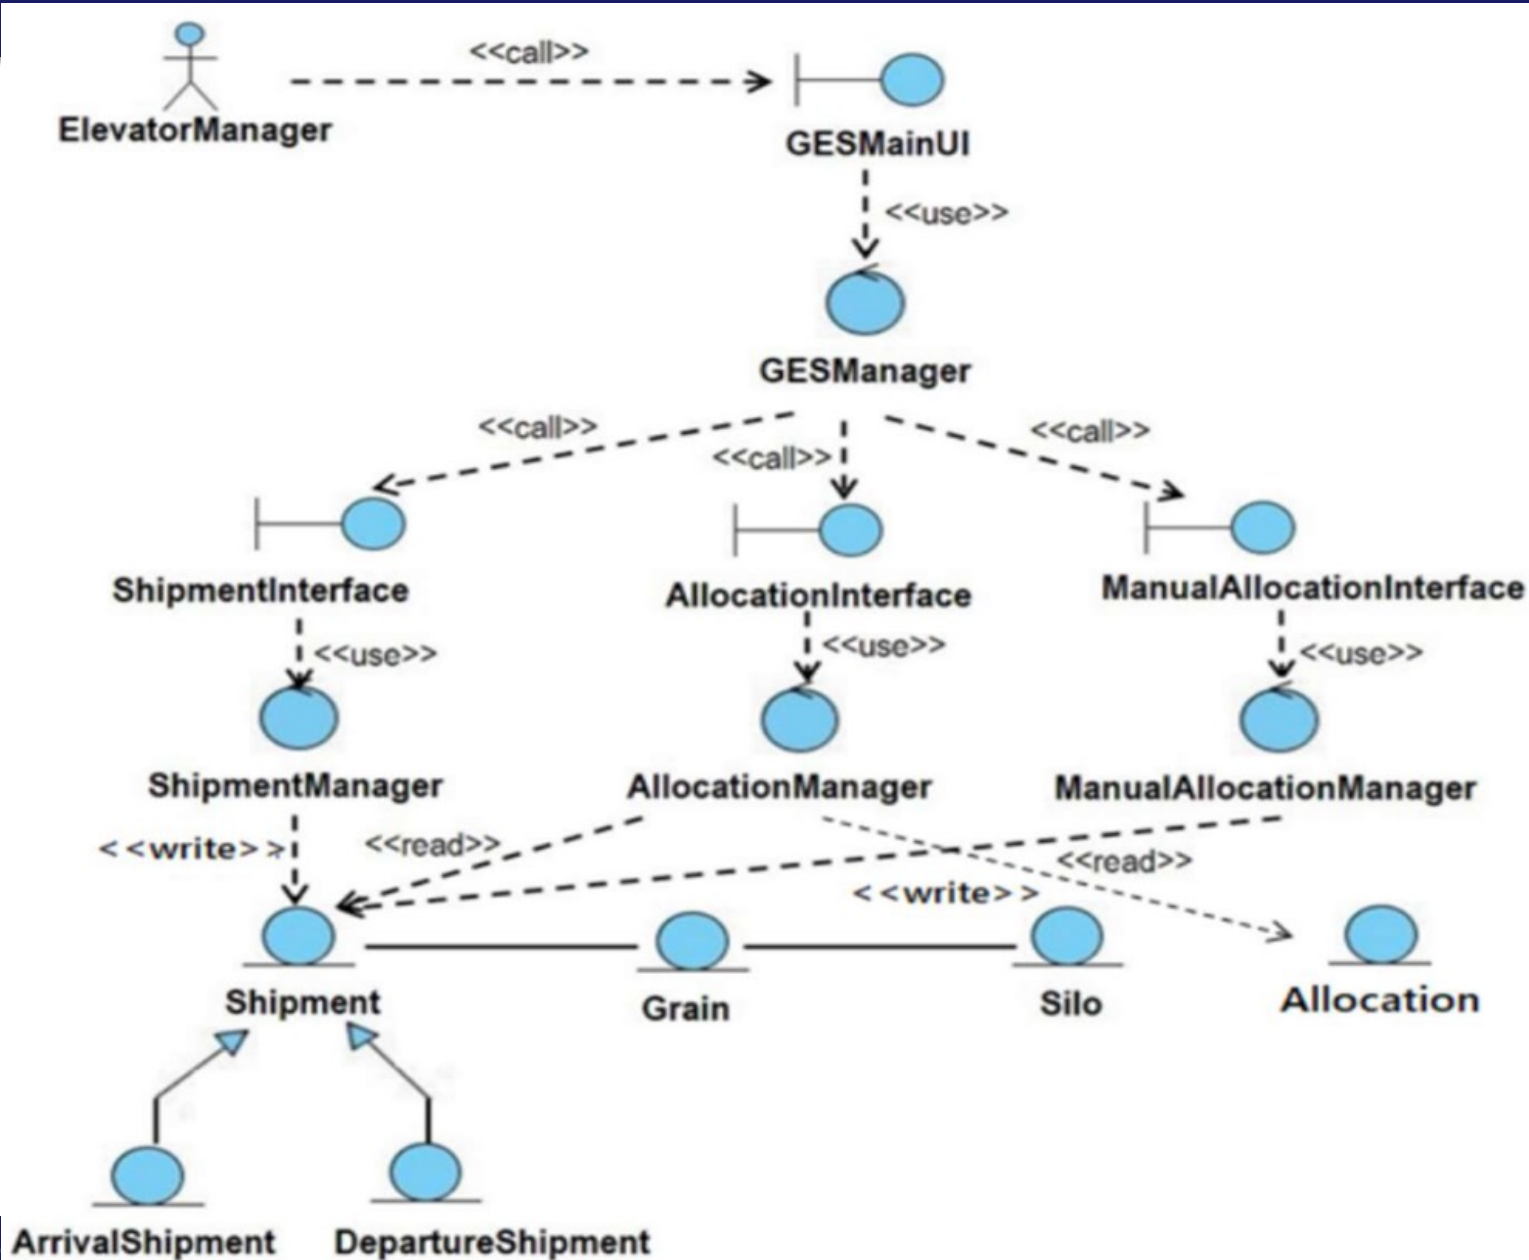 <<call>>
ElevatorManager
GESMainUI
<<use>>
GESManager
<<call>>
<<call>>
<<call>>
ShipmentInterface
AllocationInterface
ManualAllocationInterface
<<use>>
<<use>>
<<use>>
ShipmentManager
AllocationManager
ManualAllocationManager
<<write>>
<<read>>
<<read>>
<<write>>
Shipment
Grain
Silo
Allocation
ArrivalShipment
DepartureShipment